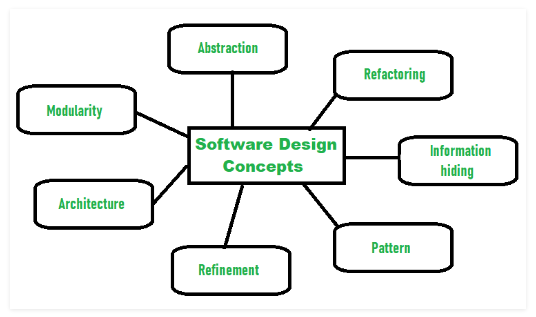 Abstraction
Refactoring
Modularity
Software Design
Concepts
Information
hiding
Architecture
Pattern
Refinement